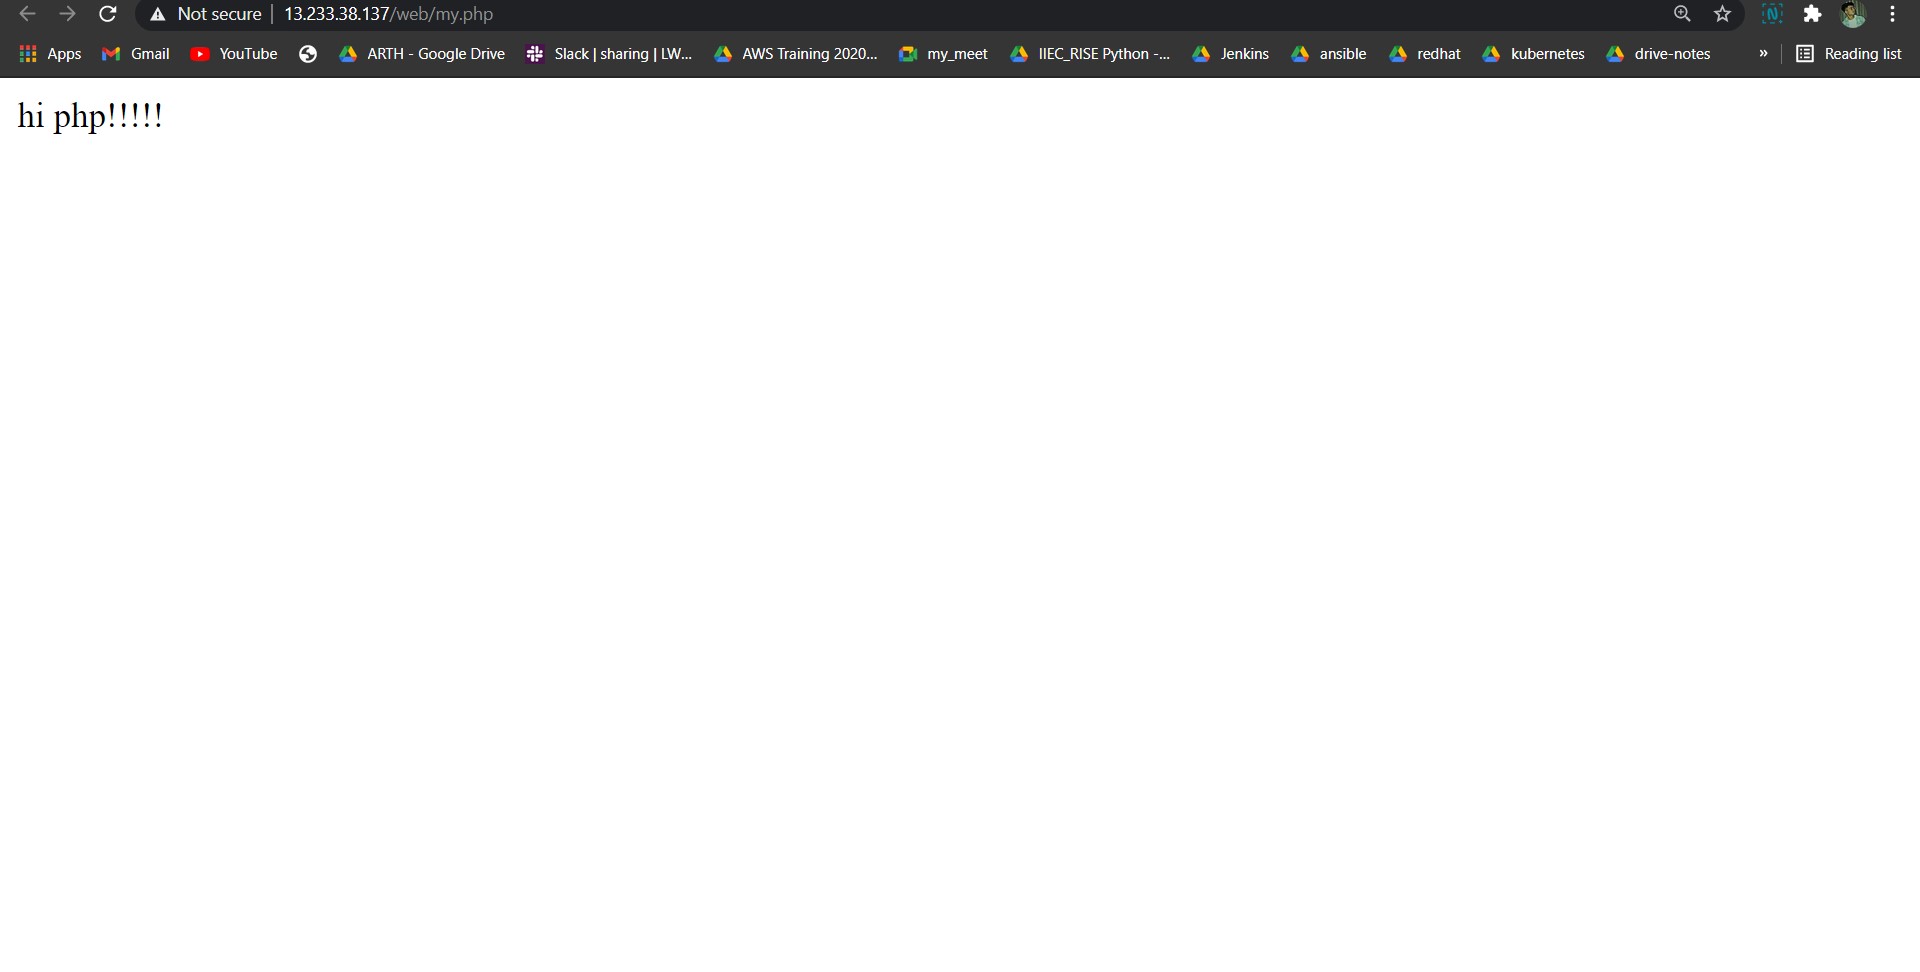 Not secure | 13.233.38.137/web/my.php
Apps Gmail YouTube ARTH - Google Drive Slack | sharing | LW... AWS Training 2020... my_meet IIEC_RISE Python -... Jenkins ansible redhat kubernetes drive-notes » Reading list
hi php!!!!!